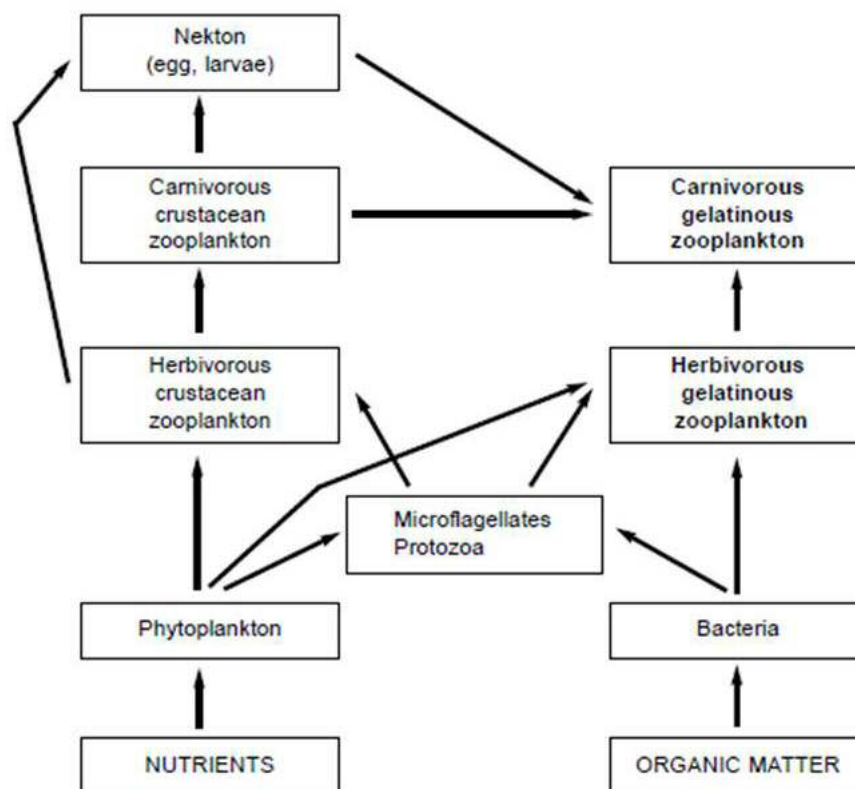 Nekton
(egg, larvae)
Carnivorous
crustacean
zooplankton
Carnivorous
gelatinous
zooplankton
Herbivorous
crustacean
zooplankton
Herbivorous
gelatinous
zooplankton
Microflagellates
Protozoa
Phytoplankton
Bacteria
NUTRIENTS
ORGANIC MATTER